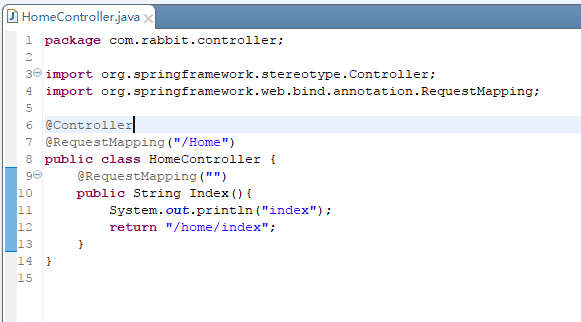 HomeController.java
1 package com.rabbit.controller;
2
3 import org.springframework.stereotype.Controller;
4 import org.springframework.web.bind.annotation.RequestMapping;
5
6 @Controller
7 @RequestMapping("/Home")
8 public class HomeController {
9 @RequestMapping("")
10 public String Index(){
11 System.out.println("index");
12 return "/home/index";
13 }
14 }
15